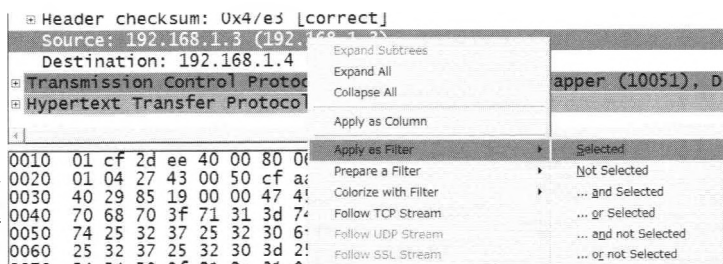 Header checksum: 0x47e3 [correct]
Source: 192.168.1.3 (192.168.1.3)
Destination: 192.168.1.4
Transmission Control Protoc
apper (10051), D
Hypertext Transfer Protocol
Expand Subtrees
Expand All
Collapse All
Apply as Column
Apply as Filter
Prepare a Filter
Colorize with Filter
Follow TCP Stream
Follow UDP Stream
Follow SSL Stream
Selected
Not Selected
... and Selected
... or Selected
... and not Selected
... or not Selected
0010 01 cf 2d ee 40 00 80 06
0020 01 04 27 43 00 50 cf aa
0030 40 29 85 19 00 00 47 45
0040 70 68 70 3f 71 31 3d 74
0050 74 25 32 37 25 32 30 6
0060 25 32 37 25 32 30 3d 2